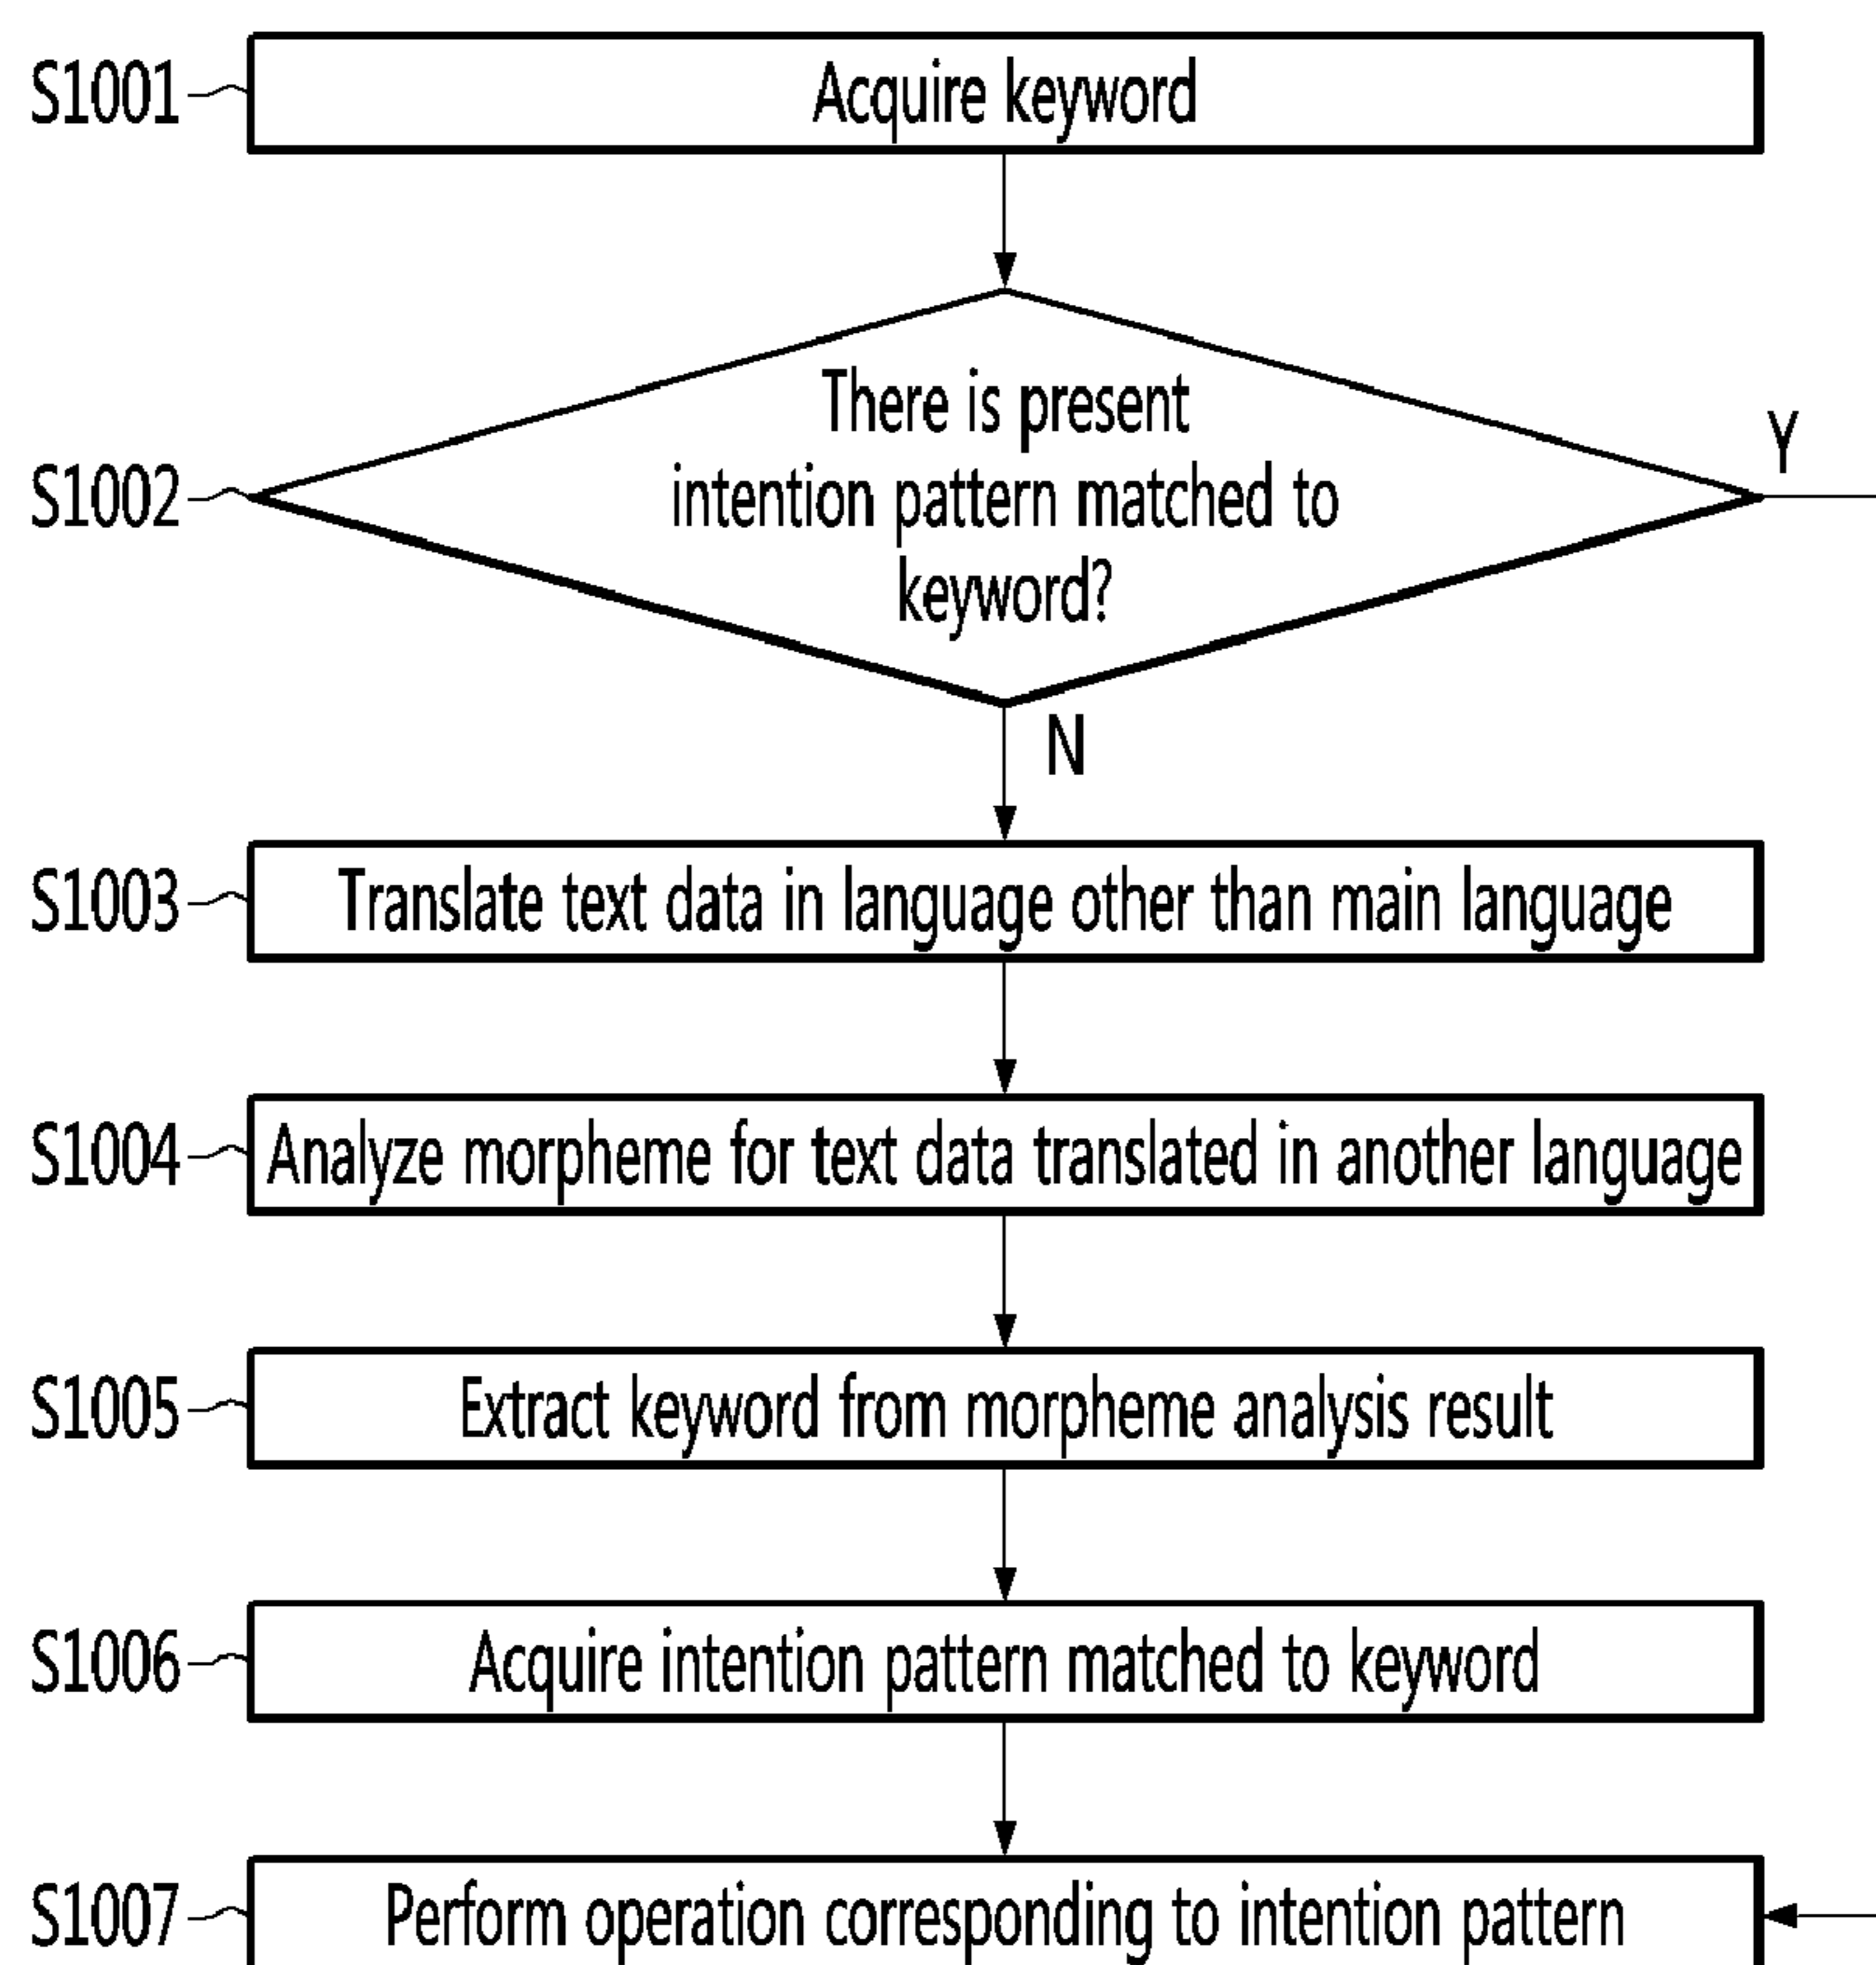 S1001
Acquire keyword
There is present
S1002
intention pattern matched to
Y
keyword?
N
S1003
Translate text data in language other than main language
S1004
Analyze morpheme for text data translated in another language
S1005
Extract keyword from morpheme analysis result
S1006
Acquire intention pattern matched to keyword
S1007
Perform operation corresponding to intention pattern